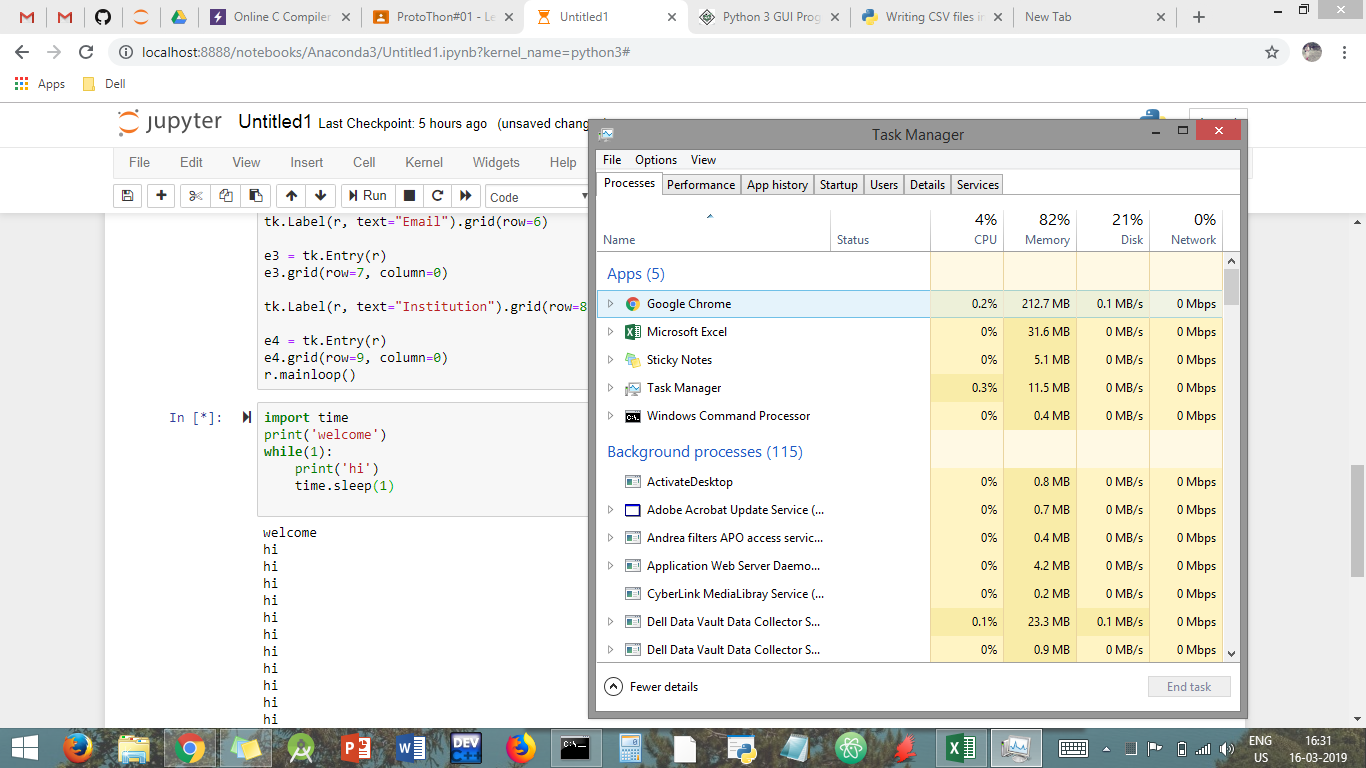 Online C Compiler
ProtoThon#01 - Le
Untitled1
Python 3 GUI Prog
Writing CSV files in
New Tab
localhost:8888/notebooks/Anaconda3/Untitled1.ipynb?kernel_name=python3#
Apps
Dell
jupyter Untitled1 Last Checkpoint: 5 hours ago (unsaved chang
File Edit View Insert Cell Kernel Widgets Help
Run
Code
tk.Label(r, text="Email").grid(row=6)
e3 = tk.Entry(r)
e3.grid(row=7, column=0)
tk.Label(r, text="Institution").grid(row=8
e4 = tk.Entry(r)
e4.grid(row=9, column=0)
r.mainloop()
In [*]:
import time
print('welcome')
while(1):
    print('hi')
    time.sleep(1)
welcome
hi
hi
hi
hi
hi
hi
hi
hi
hi
hi
hi
Task Manager
File Options View
Processes Performance App history Startup Users Details Services
4% 82% 21% 0%
Name Status CPU Memory Disk Network
Apps (5)
Google Chrome 0.2% 212.7 MB 0.1 MB/s 0 Mbps
Microsoft Excel 0% 31.6 MB 0 MB/s 0 Mbps
Sticky Notes 0% 5.1 MB 0 MB/s 0 Mbps
Task Manager 0.3% 11.5 MB 0 MB/s 0 Mbps
Windows Command Processor 0% 0.4 MB 0 MB/s 0 Mbps
Background processes (115)
ActivateDesktop 0% 0.8 MB 0 MB/s 0 Mbps
Adobe Acrobat Update Service (... 0% 0.7 MB 0 MB/s 0 Mbps
Andrea filters APO access servic... 0% 0.4 MB 0 MB/s 0 Mbps
Application Web Server Daemo... 0% 4.2 MB 0 MB/s 0 Mbps
CyberLink MediaLibray Service (... 0% 0.2 MB 0 MB/s 0 Mbps
Dell Data Vault Data Collector S... 0.1% 23.3 MB 0.1 MB/s 0 Mbps
Dell Data Vault Data Collector S... 0% 0.9 MB 0 MB/s 0 Mbps
Fewer details
End task
DEV
C++
ENG
US
16:31
16-03-2019